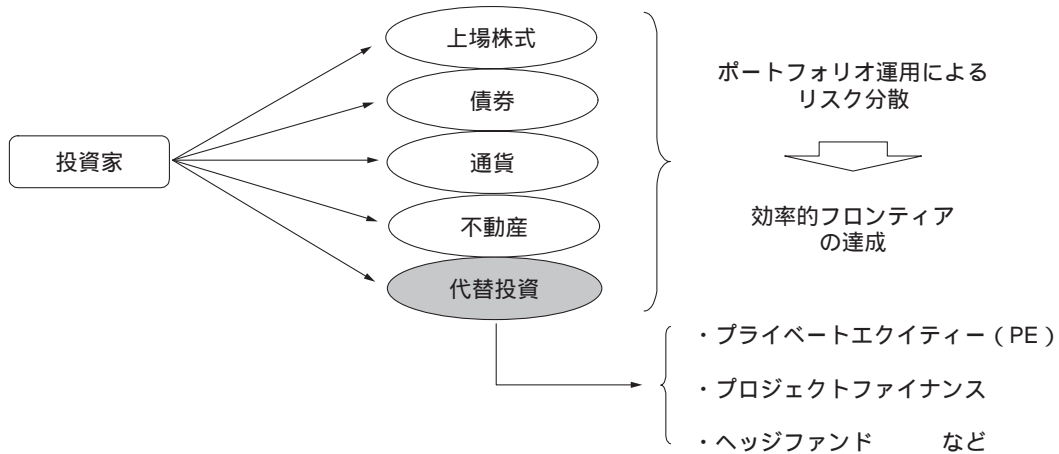 上場株式
債券
通貨
不動産
代替投資
投資家
ポートフォリオ運用による
リスク分散
効率的フロンティア
の達成
・プライベートエクイティー(PE)
・プロジェクトファイナンス
・ヘッジファンド など